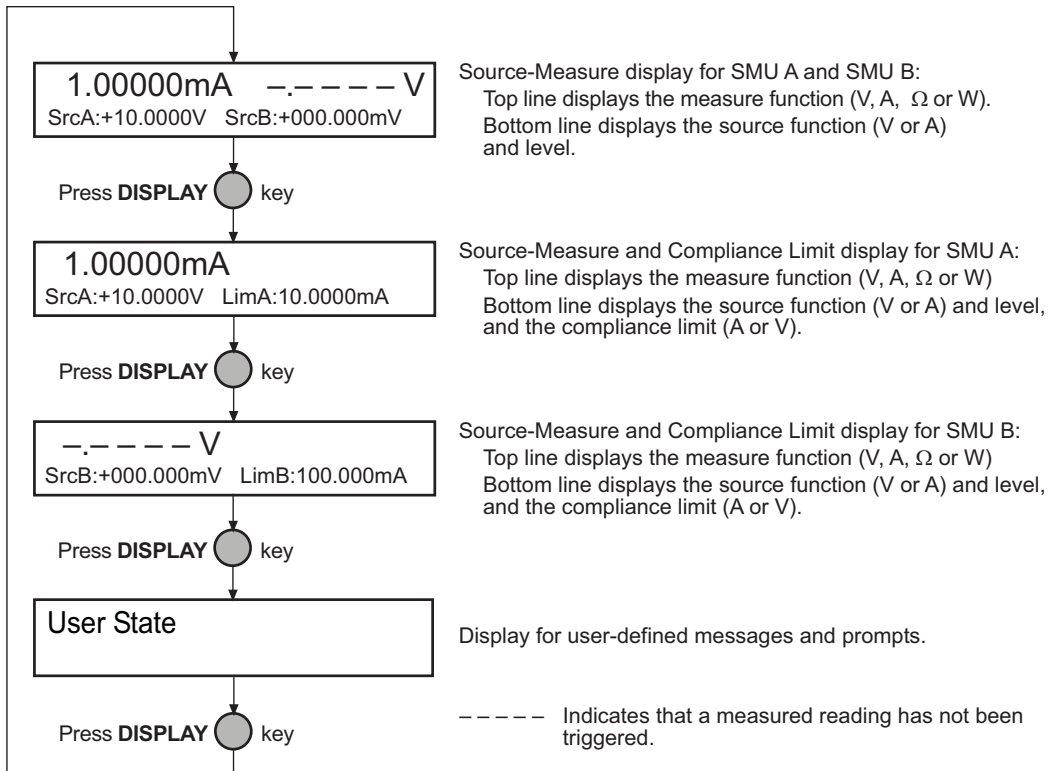 1.00000mA –.– – – – V
SrcA:+10.0000V SrcB:+000.000mV
Source-Measure display for SMU A and SMU B:
Top line displays the measure function (V, A, Ω or W).
Bottom line displays the source function (V or A)
and level.
Press DISPLAY key
1.00000mA
SrcA:+10.0000V LimA:10.0000mA
Source-Measure and Compliance Limit display for SMU A:
Top line displays the measure function (V, A, Ω or W)
Bottom line displays the source function (V or A) and level,
and the compliance limit (A or V).
Press DISPLAY key
–.– – – – V
SrcB:+000.000mV LimB:100.000mA
Source-Measure and Compliance Limit display for SMU B:
Top line displays the measure function (V, A, Ω or W)
Bottom line displays the source function (V or A) and level,
and the compliance limit (A or V).
Press DISPLAY key
User State
Display for user-defined messages and prompts.
Press DISPLAY key
– – – – – Indicates that a measured reading has not been
triggered.